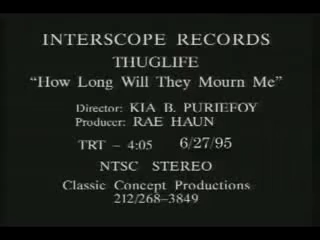 INTERSCOPE RECORDS
THUGLIFE
"How Long Will They Mourn Me"
Director: KIA B. PURIEFOY
Producer: RAE HAUN
TRT - 4:05 6/27/95
NTSC STEREO
Classic Concept Productions
212/268-3849